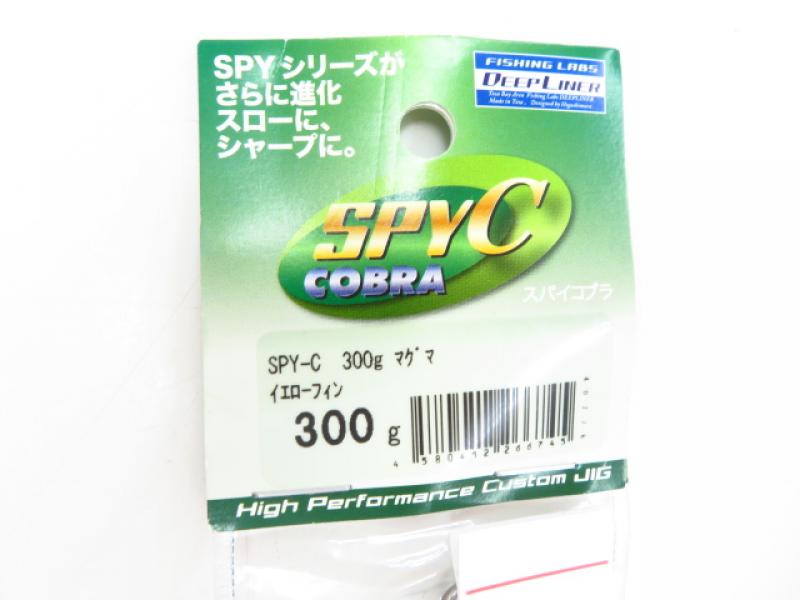 SPYシリーズが
さらに進化
スローに、
シャープに。
FISHING LABS
DEEPLINER
SPYC
COBRA
スパイコブラ
SPY-C 300g マグマ
イエローフィン
300 g
High Performance Custom JIG